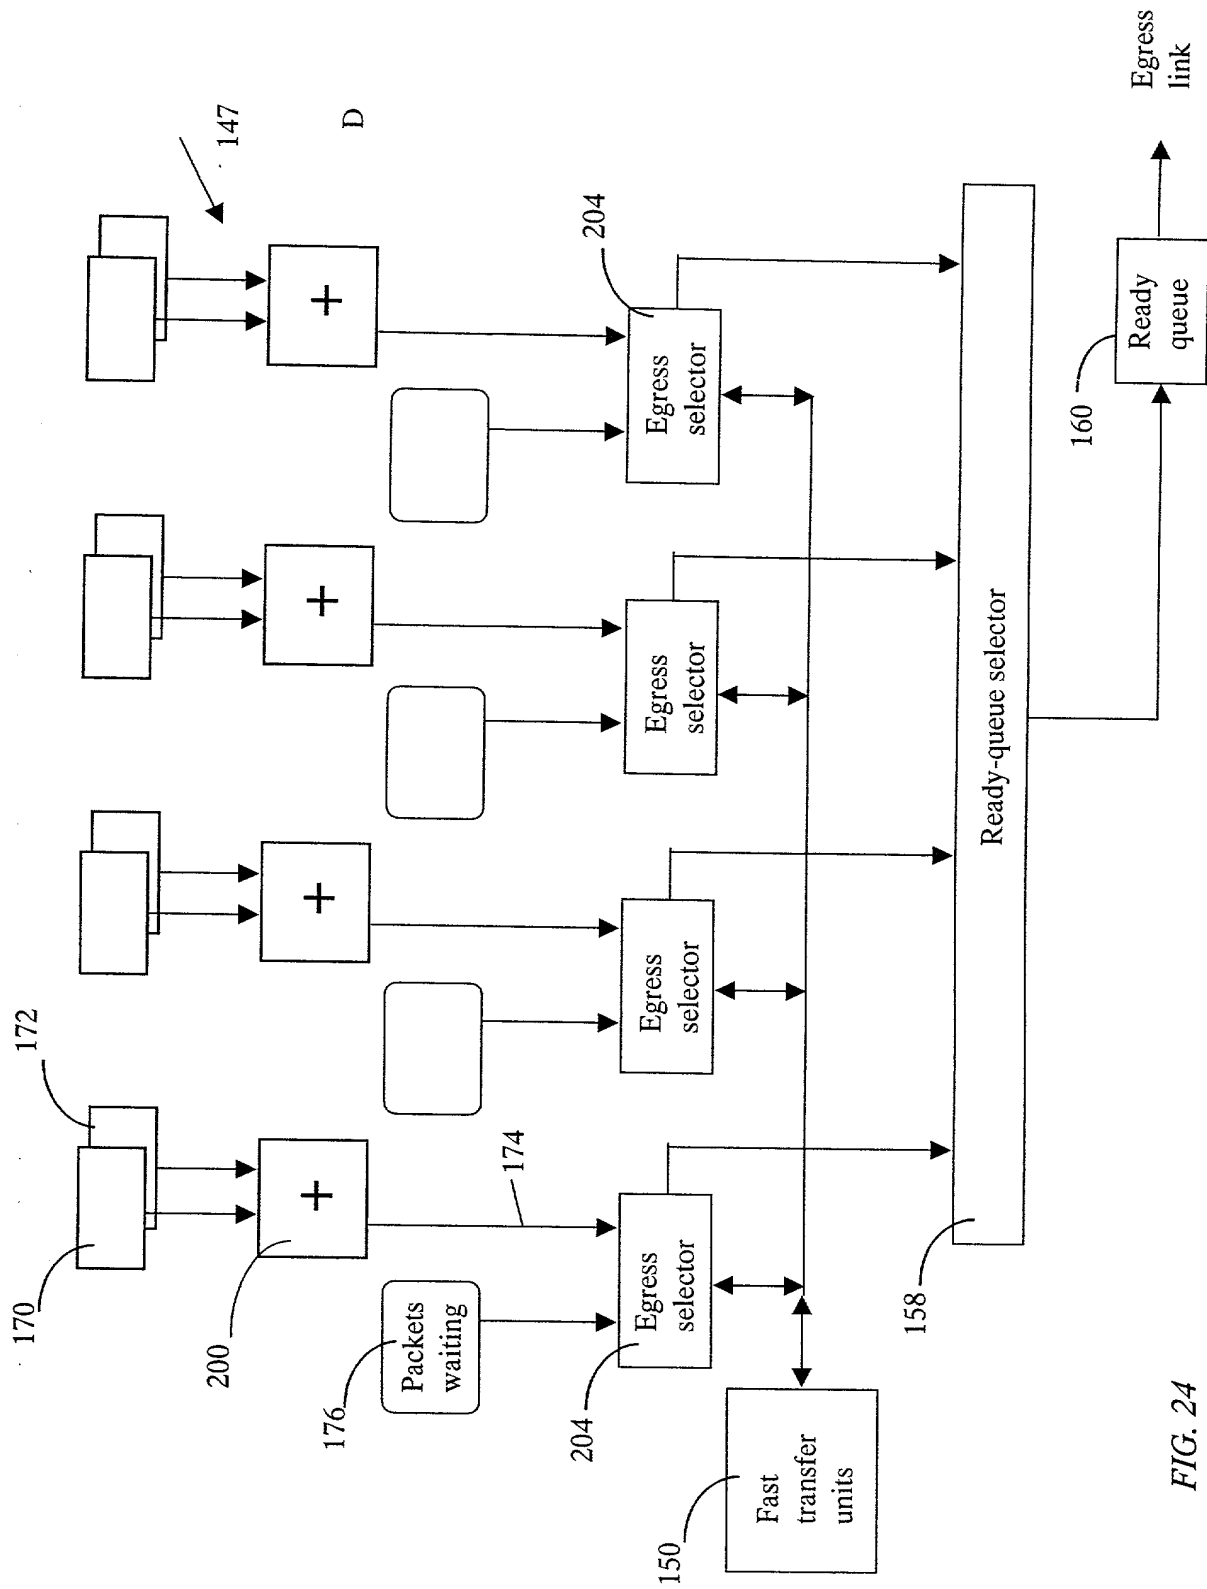 170
172
147
D
200
+
+
+
+
176
Packets
waiting
174
204
204
Egress
selector
Egress
selector
Egress
selector
Egress
selector
150
Fast
transfer
units
158
Ready-queue selector
160
Ready
queue
Egress
link
FIG. 24